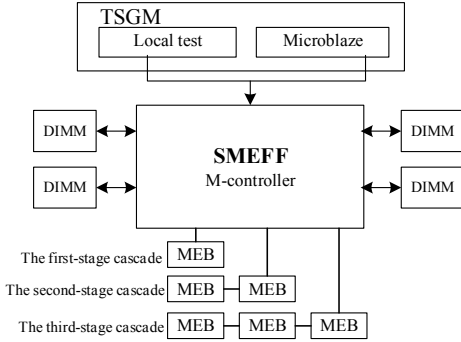 TSGM
Local test Microblaze
DIMM DIMM
SMEFF
M-controller
DIMM DIMM
The first-stage cascade MEB
The second-stage cascade MEB MEB
The third-stage cascade MEB MEB MEB